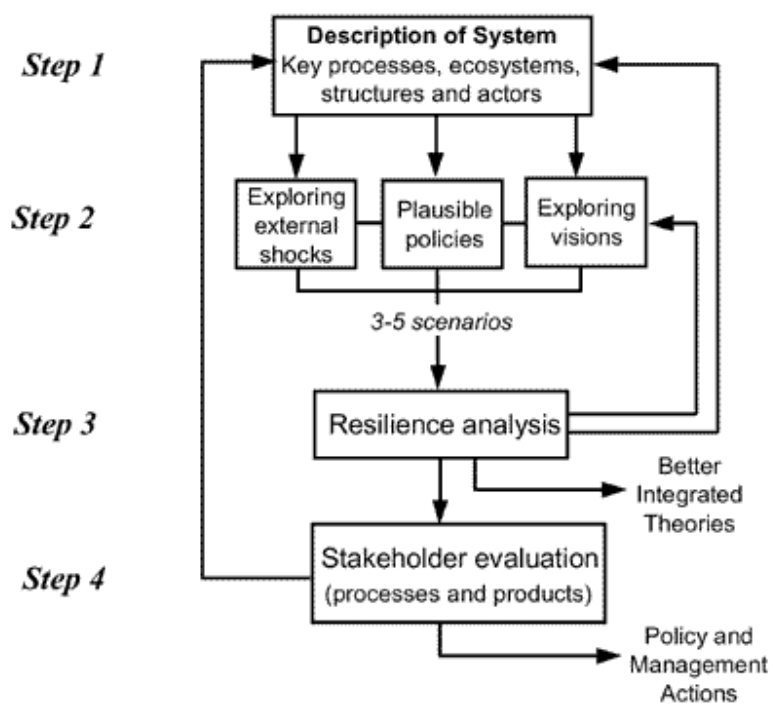 Step 1
Description of System
Key processes, ecosystems,
structures and actors
Step 2
Exploring
external
shocks
Plausible
policies
Exploring
visions
3-5 scenarios
Step 3
Resilience analysis
Better
Integrated
Theories
Step 4
Stakeholder evaluation
(processes and products)
Policy and
Management
Actions